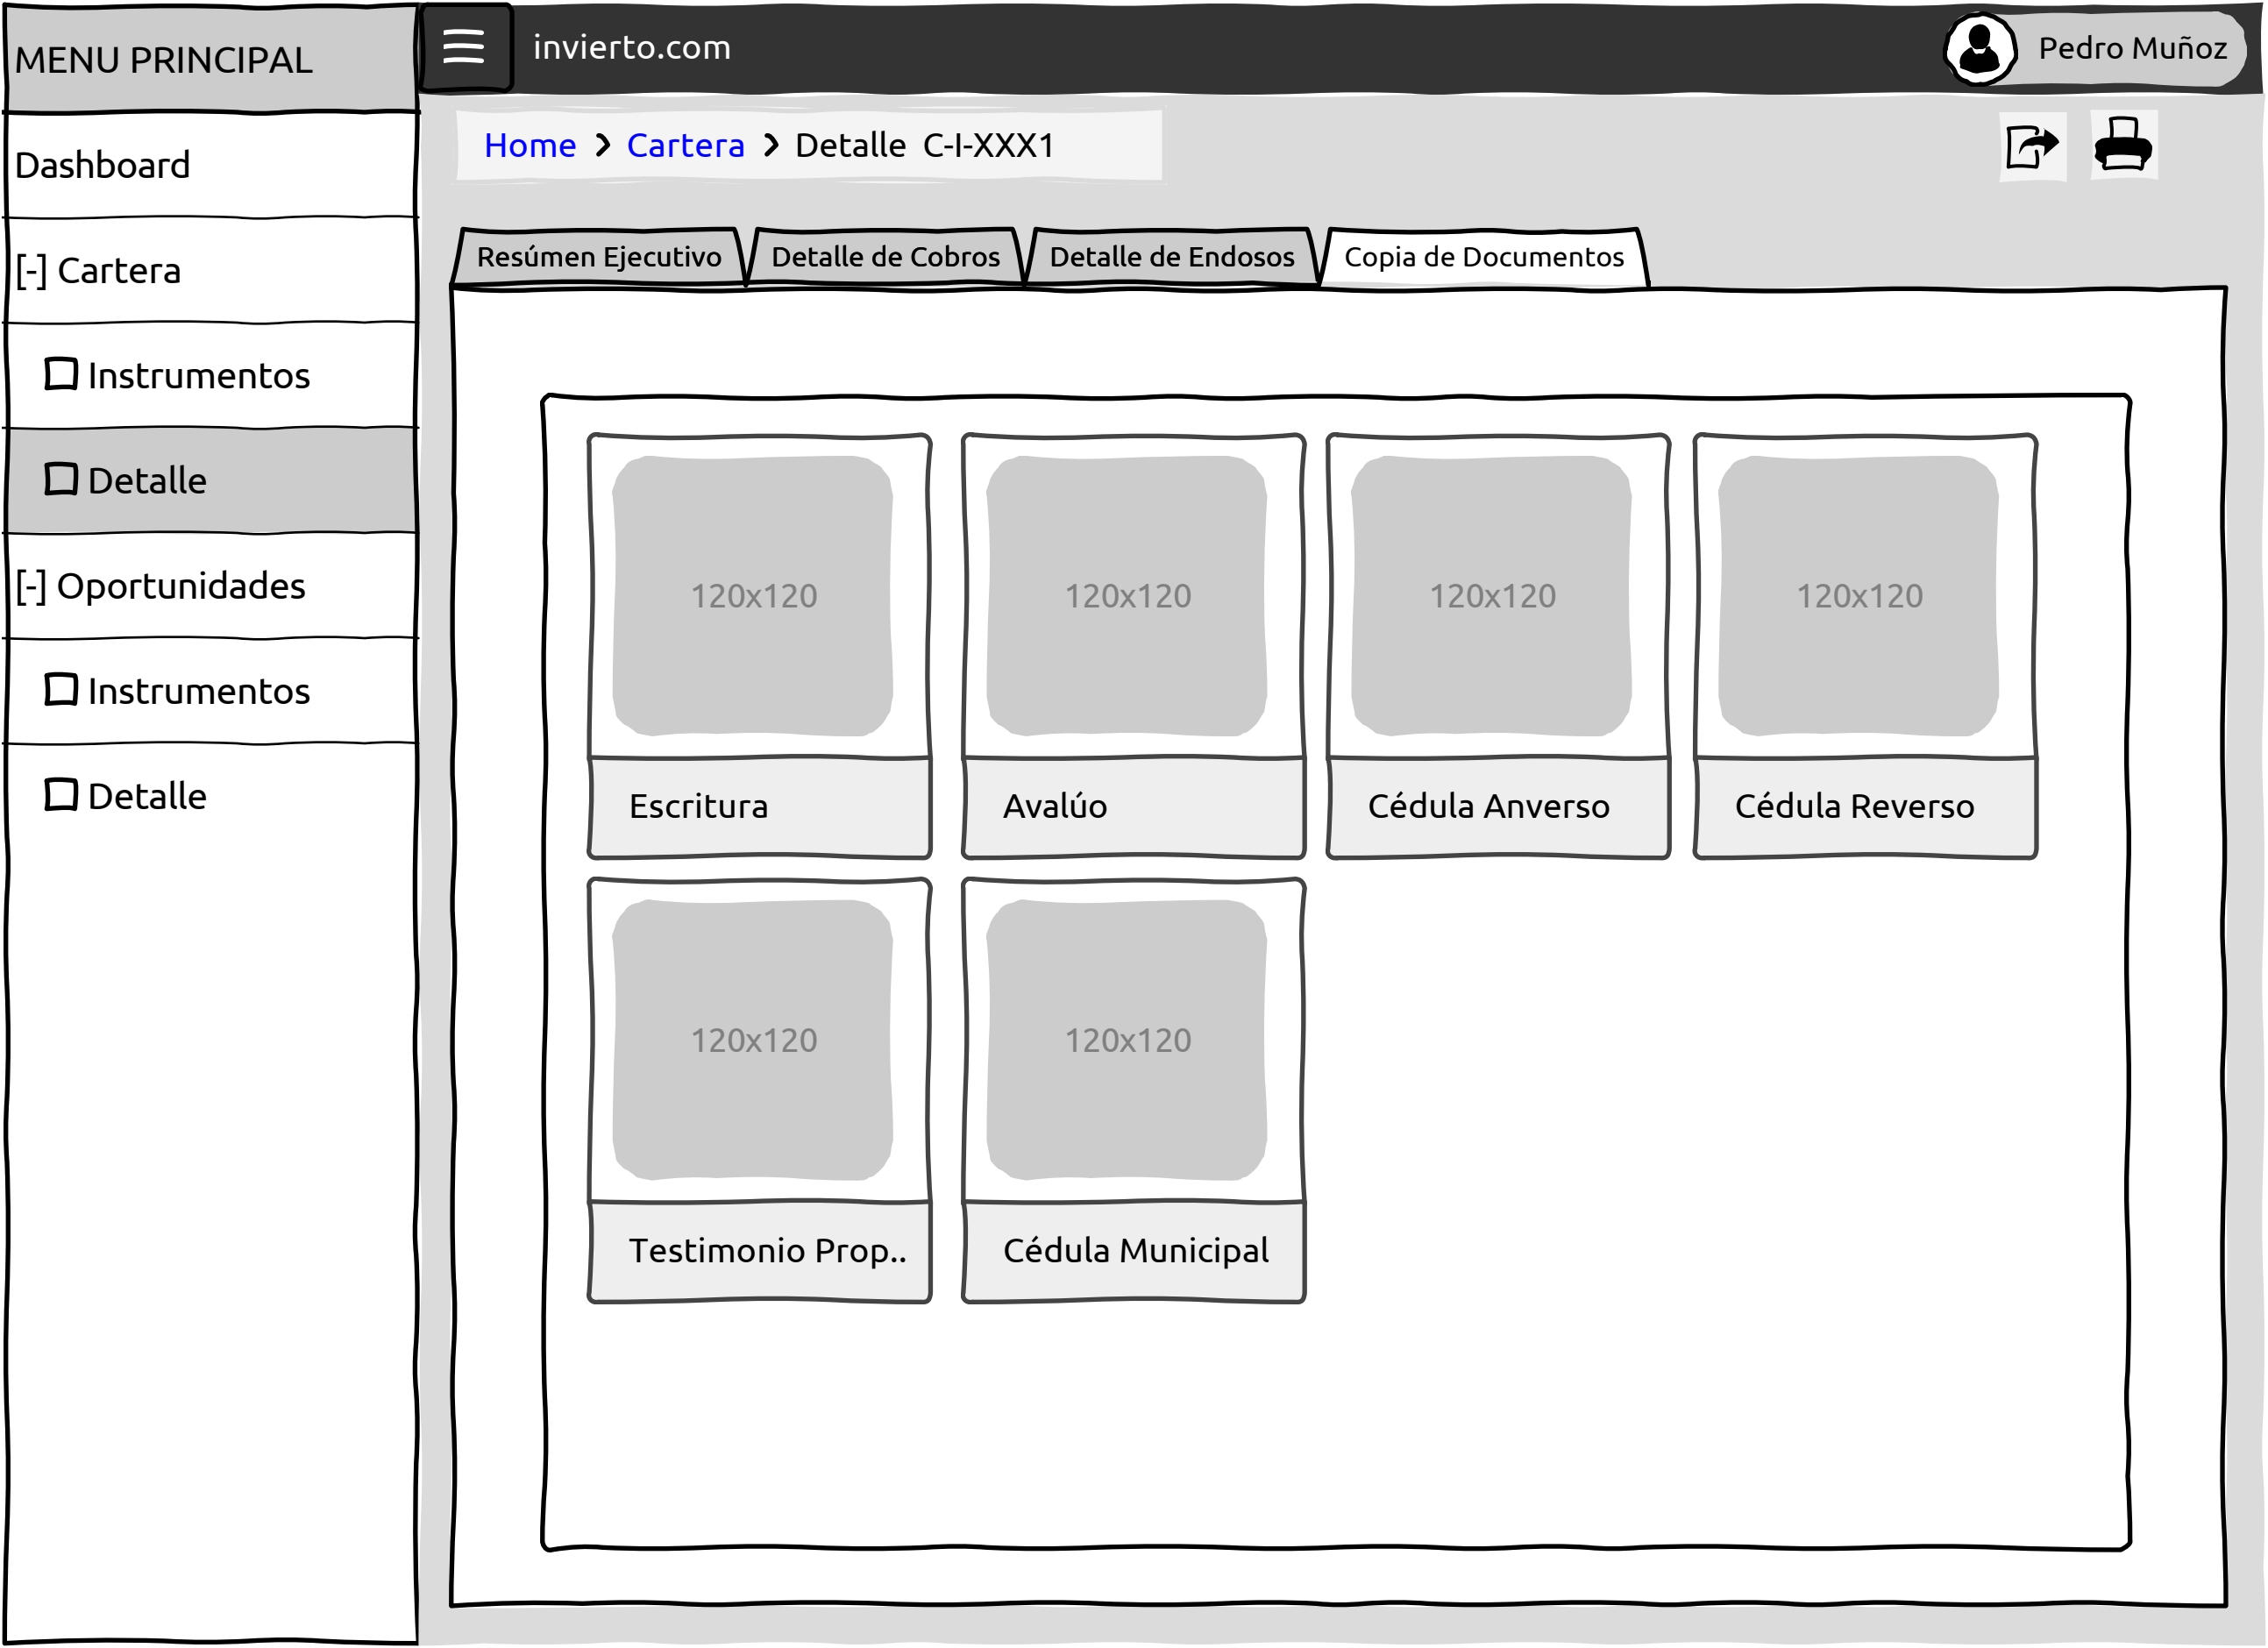 MENU PRINCIPAL
Dashboard
[-] Cartera
Instrumentos
Detalle
[-] Oportunidades
Instrumentos
Detalle
invierto.com
Pedro Muñoz
Home > Cartera > Detalle C-I-XXX1
Resúmen Ejecutivo
Detalle de Cobros
Detalle de Endosos
Copia de Documentos
120x120
120x120
120x120
120x120
Escritura
Avalúo
Cédula Anverso
Cédula Reverso
120x120
120x120
Testimonio Prop..
Cédula Municipal